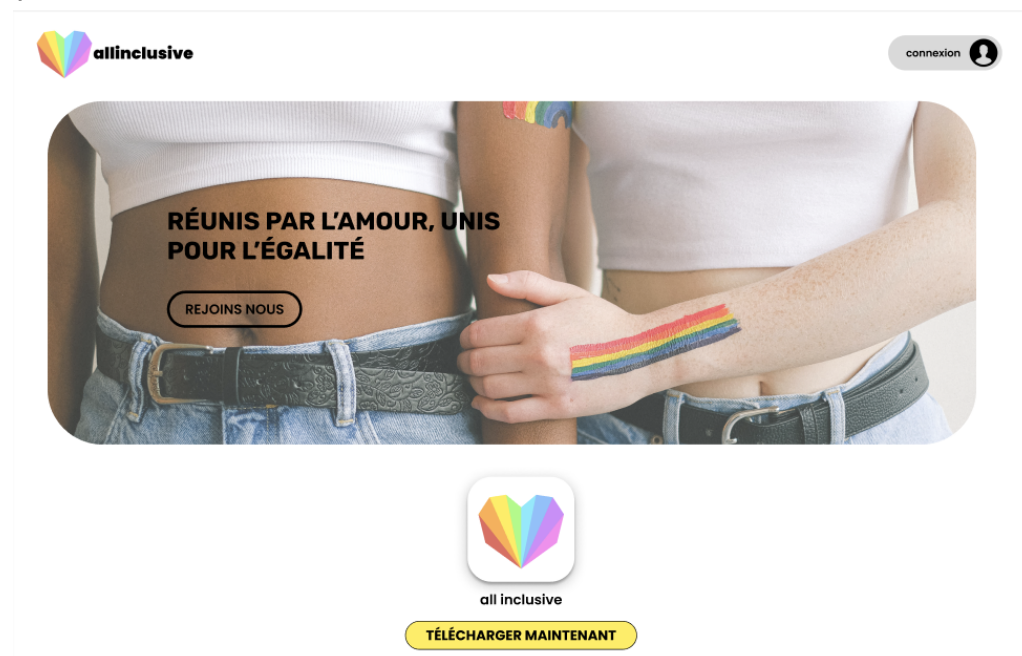 allinclusive
connexion
RÉUNIS PAR L'AMOUR, UNIS
POUR L'ÉGALITÉ
REJOINS NOUS
all inclusive
TÉLÉCHARGER MAINTENANT